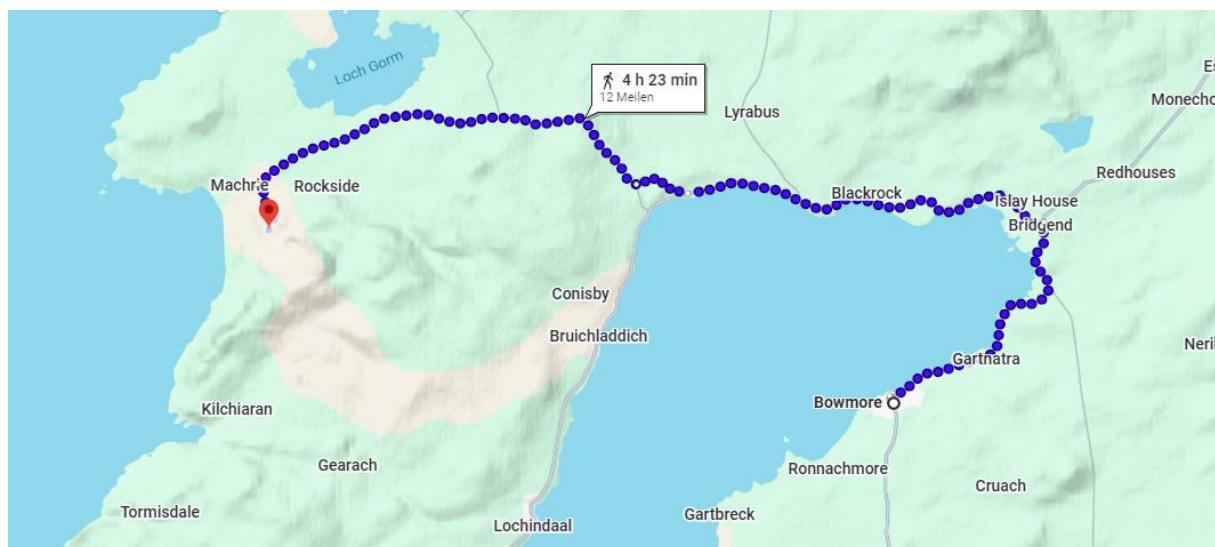 Loch Gorm
4 h 23 min
12 Meilen
Lyrabus
Es
Monecho
Redhouses
Machrie
Rockside
Blackrock
Islay House
Bridgend
Conisby
Bruichladdich
Gartnatra
Neril
Kilchiaran
Bowmore
Gearach
Ronnachmore
Cruach
Tormisdale
Lochindaal
Gartbreck